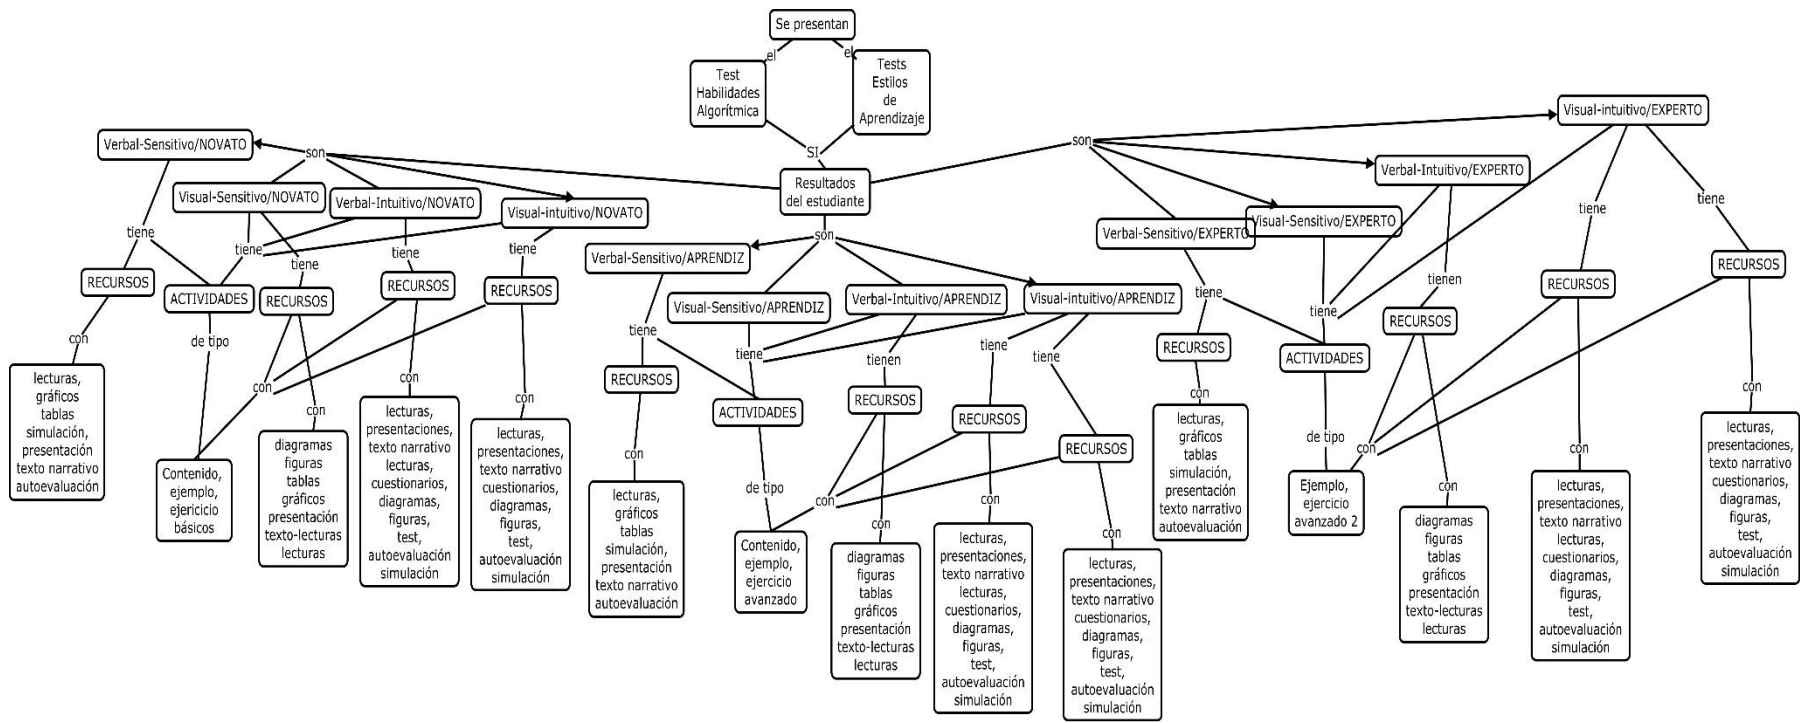 Se presentan
el
el
Test
Habilidades
Algorítmica
Tests
Estilos
de
Aprendizaje
SI
Resultados
del estudiante
son
Verbal-Sensitivo/NOVATO
Visual-Sensitivo/NOVATO
Verbal-Intuitivo/NOVATO
Visual-intuitivo/NOVATO
tiene
tiene
tiene
tiene
tiene
RECURSOS
ACTIVIDADES
RECURSOS
RECURSOS
RECURSOS
con
de tipo
con
con
con
con
lecturas,
gráficos
tablas
simulación,
presentación
texto narrativo
autoevaluación
Contenido,
ejemplo,
ejericicio
básicos
diagramas
figuras
tablas
gráficos
presentación
texto-lecturas
lecturas
lecturas,
presentaciones,
texto narrativo
lecturas,
cuestionarios,
diagramas,
figuras,
test,
autoevaluación
simulación
lecturas,
presentaciones,
texto narrativo
cuestionarios,
diagramas,
figuras,
test,
autoevaluación
simulación
son
Verbal-Sensitivo/APRENDIZ
Visual-Sensitivo/APRENDIZ
Verbal-Intuitivo/APRENDIZ
Visual-intuitivo/APRENDIZ
tiene
tiene
tienen
tiene
tiene
RECURSOS
ACTIVIDADES
RECURSOS
RECURSOS
RECURSOS
con
de tipo
con
con
con
con
lecturas,
gráficos
tablas
simulación,
presentación
texto narrativo
autoevaluación
Contenido,
ejemplo,
ejercicio
avanzado
diagramas
figuras
tablas
gráficos
presentación
texto-lecturas
lecturas
lecturas,
presentaciones,
texto narrativo
lecturas,
cuestionarios,
diagramas,
figuras,
test,
autoevaluación
simulación
lecturas,
presentaciones,
texto narrativo
cuestionarios,
diagramas,
figuras,
test,
autoevaluación
simulación
son
Verbal-Sensitivo/EXPERTO
Visual-Sensitivo/EXPERTO
Verbal-Intuitivo/EXPERTO
Visual-intuitivo/EXPERTO
tiene
tiene
tienen
tiene
tiene
RECURSOS
ACTIVIDADES
RECURSOS
RECURSOS
RECURSOS
con
de tipo
con
con
con
con
lecturas,
gráficos
tablas
simulación,
presentación
texto narrativo
autoevaluación
Ejemplo,
ejercicio
avanzado 2
diagramas
figuras
tablas
gráficos
presentación
texto-lecturas
lecturas
lecturas,
presentaciones,
texto narrativo
lecturas,
cuestionarios,
diagramas,
figuras,
test,
autoevaluación
simulación
lecturas,
presentaciones,
texto narrativo
cuestionarios,
diagramas,
figuras,
test,
autoevaluación
simulación